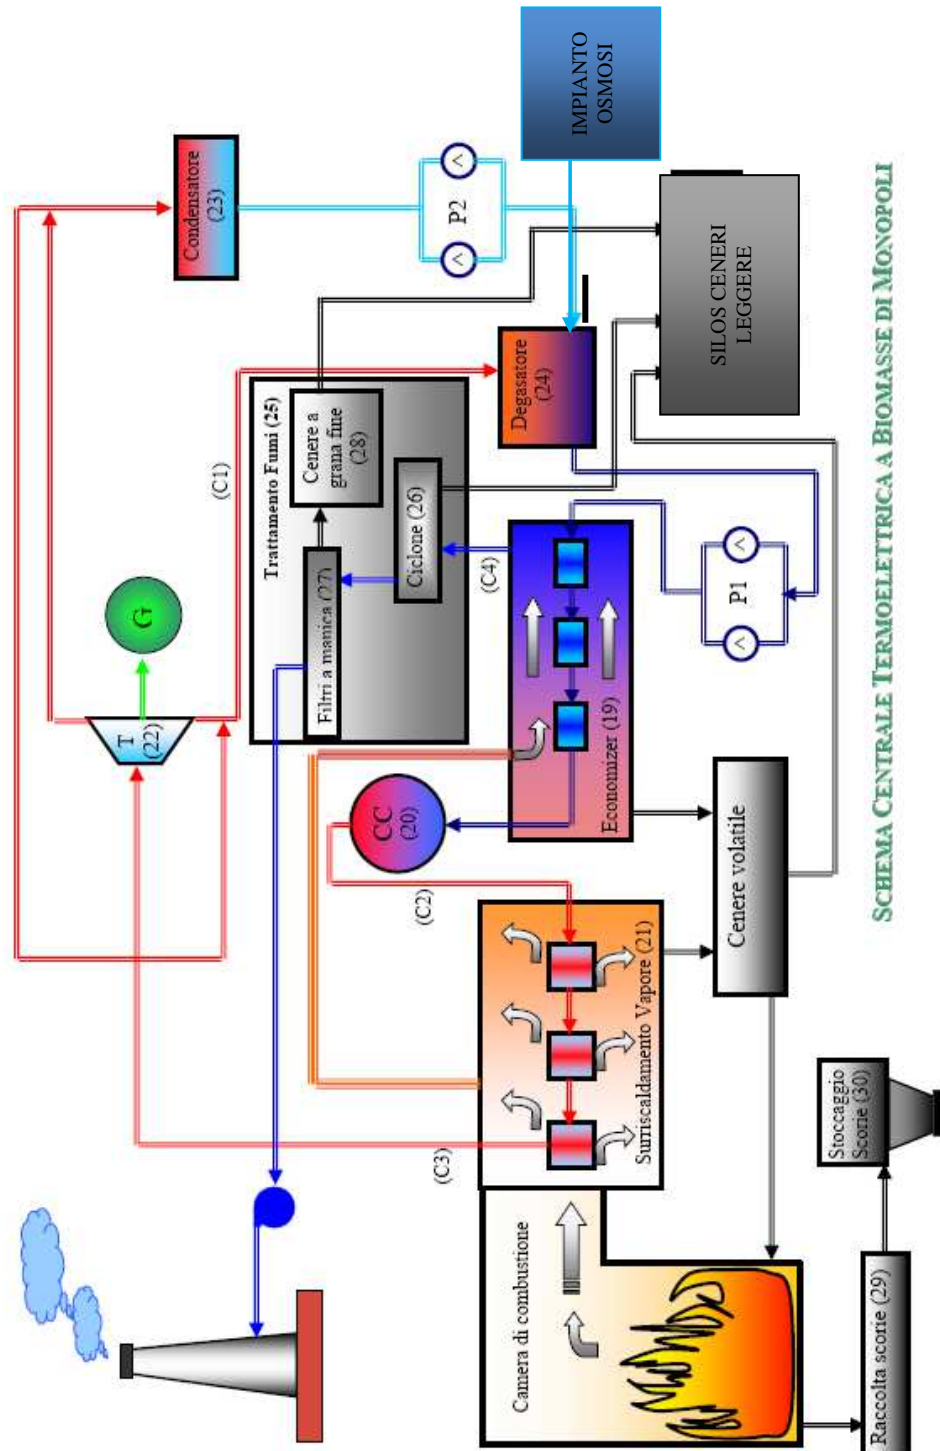 IMPIANTO
OSMOSI
Condensatore
(23)
P2
Trattamento Fumi (25)
Cenere a
grana fine
(28)
Ciclone (26)
Filtri a manica (27)
Degasatore
(24)
SILOS CENERI
LEGGERE
(C1)
G
T
(22)
(C4)
P1
Economizer (19)
CC
(20)
(C2)
Cenere volatile
Surriscaldamento Vapore (21)
(C3)
Camera di combustione
Stoccaggio
Scorie (30)
Raccolta scorie (29)
SCHEMA CENTRALE TERMOELETTRICA A BIOMASSE DI MONOPOLI